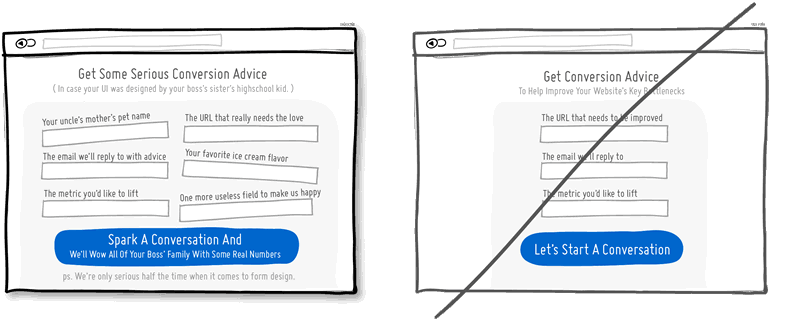 Get Some Serious Conversion Advice
( In case your UI was designed by your boss's sister's highschool kid. )
Your uncle's mother's pet name
The URL that really needs the love
The email we'll reply to with advice
Your favorite ice cream flavor
The metric you'd like to lift
One more useless field to make us happy
Spark A Conversation And
We'll Wow All Of Your Boss' Family With Some Real Numbers
ps. We're only serious half the time when it comes to form design.
Get Conversion Advice
To Help Improve Your Website's Key Bottlenecks
The URL that needs to be improved
The email we'll reply to
The metric you'd like to lift
Let's Start A Conversation